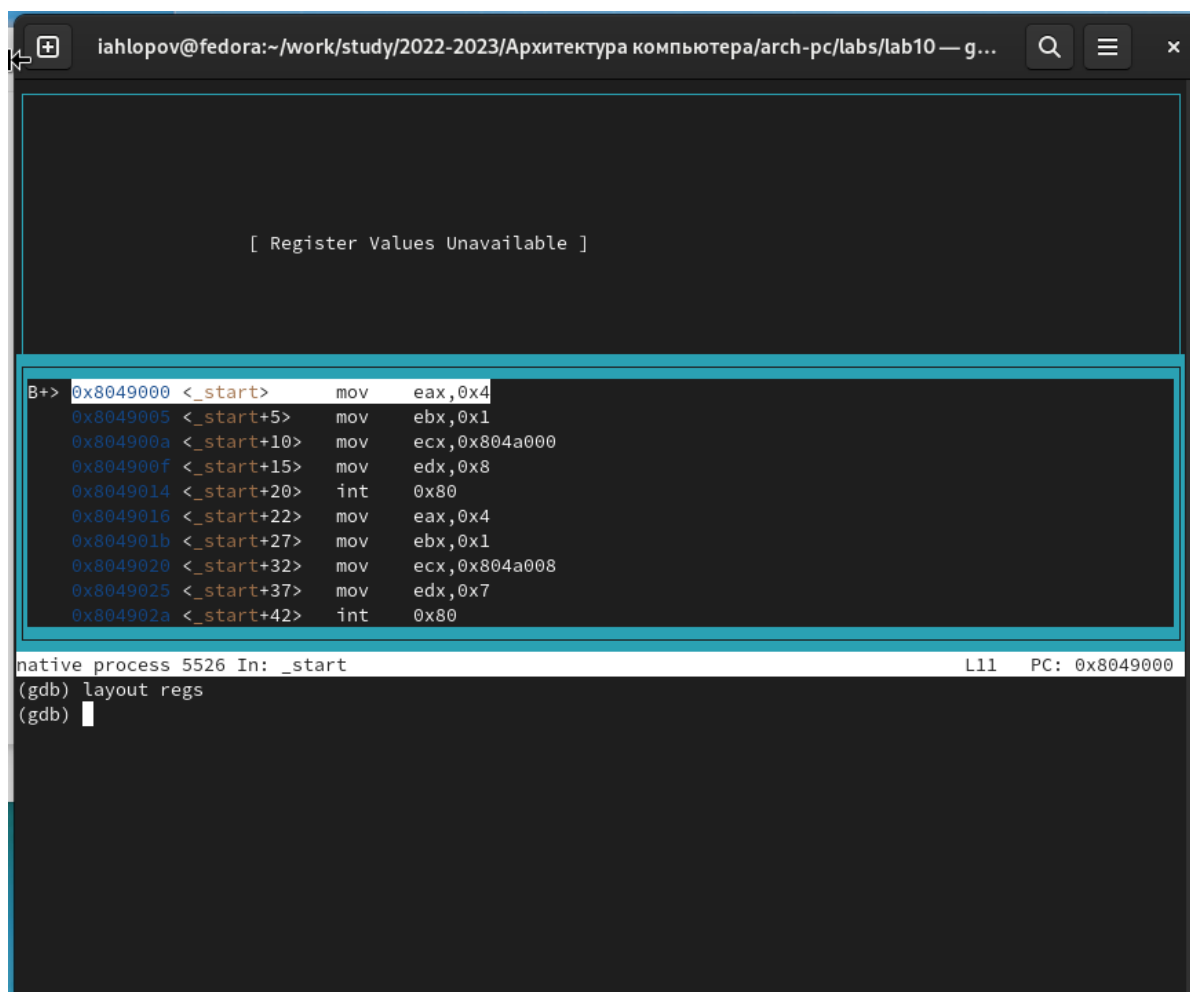 iahlopov@fedora:~/work/study/2022-2023/Архитектура компьютера/arch-pc/labs/lab10 — g...
[ Register Values Unavailable ]
B+> 0x8049000 <_start> mov eax,0x4
0x8049005 <_start+5> mov ebx,0x1
0x804900a <_start+10> mov ecx,0x804a000
0x804900f <_start+15> mov edx,0x8
0x8049014 <_start+20> int 0x80
0x8049016 <_start+22> mov eax,0x4
0x804901b <_start+27> mov ebx,0x1
0x8049020 <_start+32> mov ecx,0x804a008
0x8049025 <_start+37> mov edx,0x7
0x804902a <_start+42> int 0x80
native process 5526 In: _start L11 PC: 0x8049000
(gdb) layout regs
(gdb)